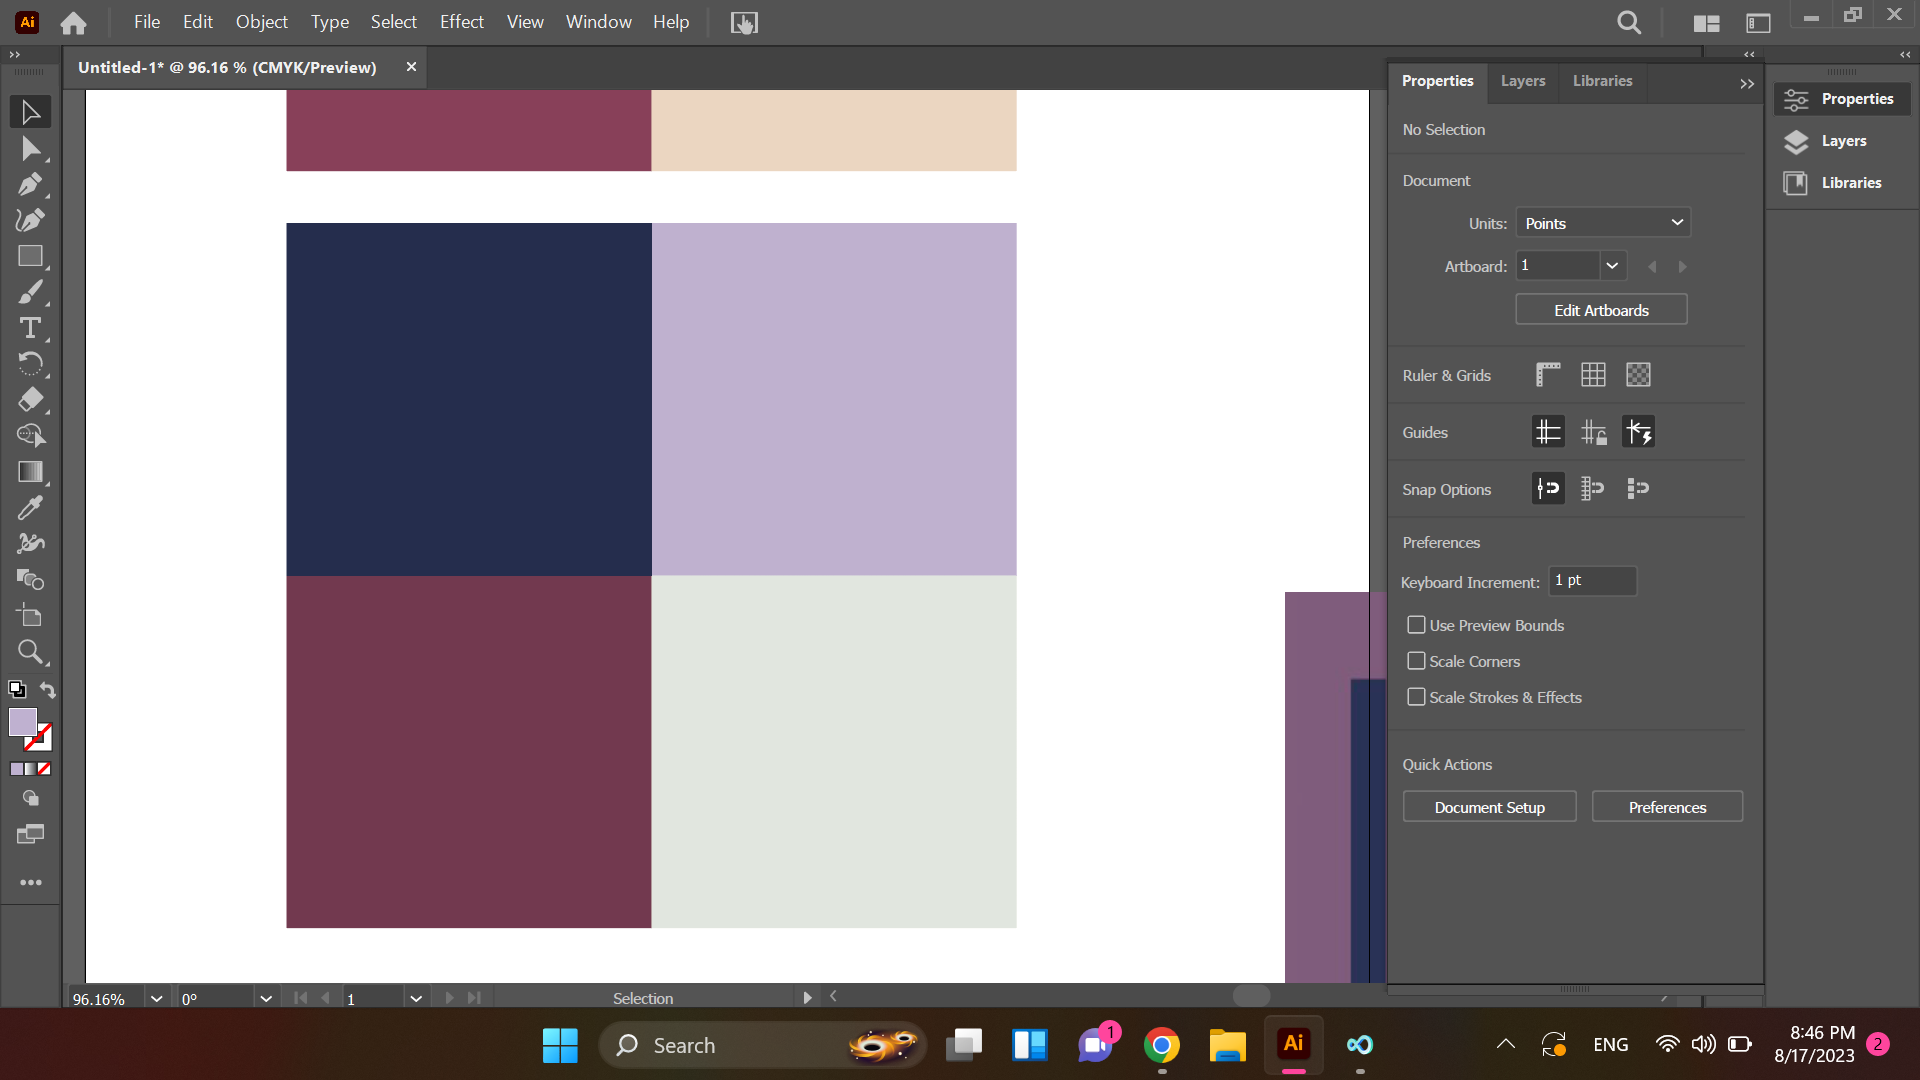 Ai File Edit Object Type Select Effect View Window Help
Untitled-1* @ 96.16 % (CMYK/Preview)
Properties Layers Libraries
No Selection
Document
Units: Points
Artboard: 1
Edit Artboards
Ruler & Grids
Guides
Snap Options
Preferences
Keyboard Increment: 1 pt
Use Preview Bounds
Scale Corners
Scale Strokes & Effects
Quick Actions
Document Setup Preferences
Properties
Layers
Libraries
96.16% 0° 1 Selection
Search 1 Ai ENG
8:46 PM
8/17/2023 2